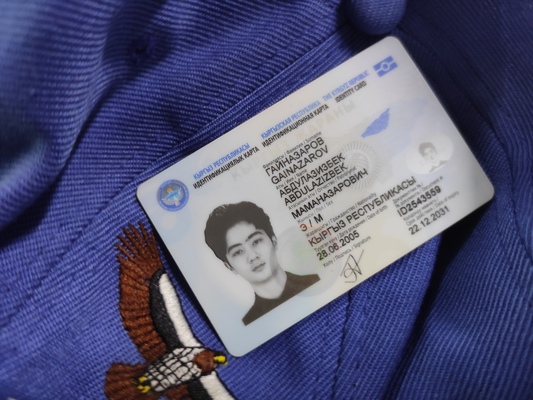 КЫРГЫЗ РЕСПУБЛИКАСЫ КЫРГЫЗСКАЯ РЕСПУБЛИКА THE KYRGYZ REPUBLIC
ИДЕНТИФИКАЦИЯЛЫК КАРТА ИДЕНТИФИКАЦИОННАЯ КАРТА IDENTITY CARD
ГАЙНАЗАРОВ
GAINAZAROV
АБДУЛАЗИЗБЕК
ABDULAZIZBEK
МАМАНАЗАРОВИЧ
Э / М
КЫРГЫЗ РЕСПУБЛИКАСЫ
28.06.2005
ID2543559
22.12.2031